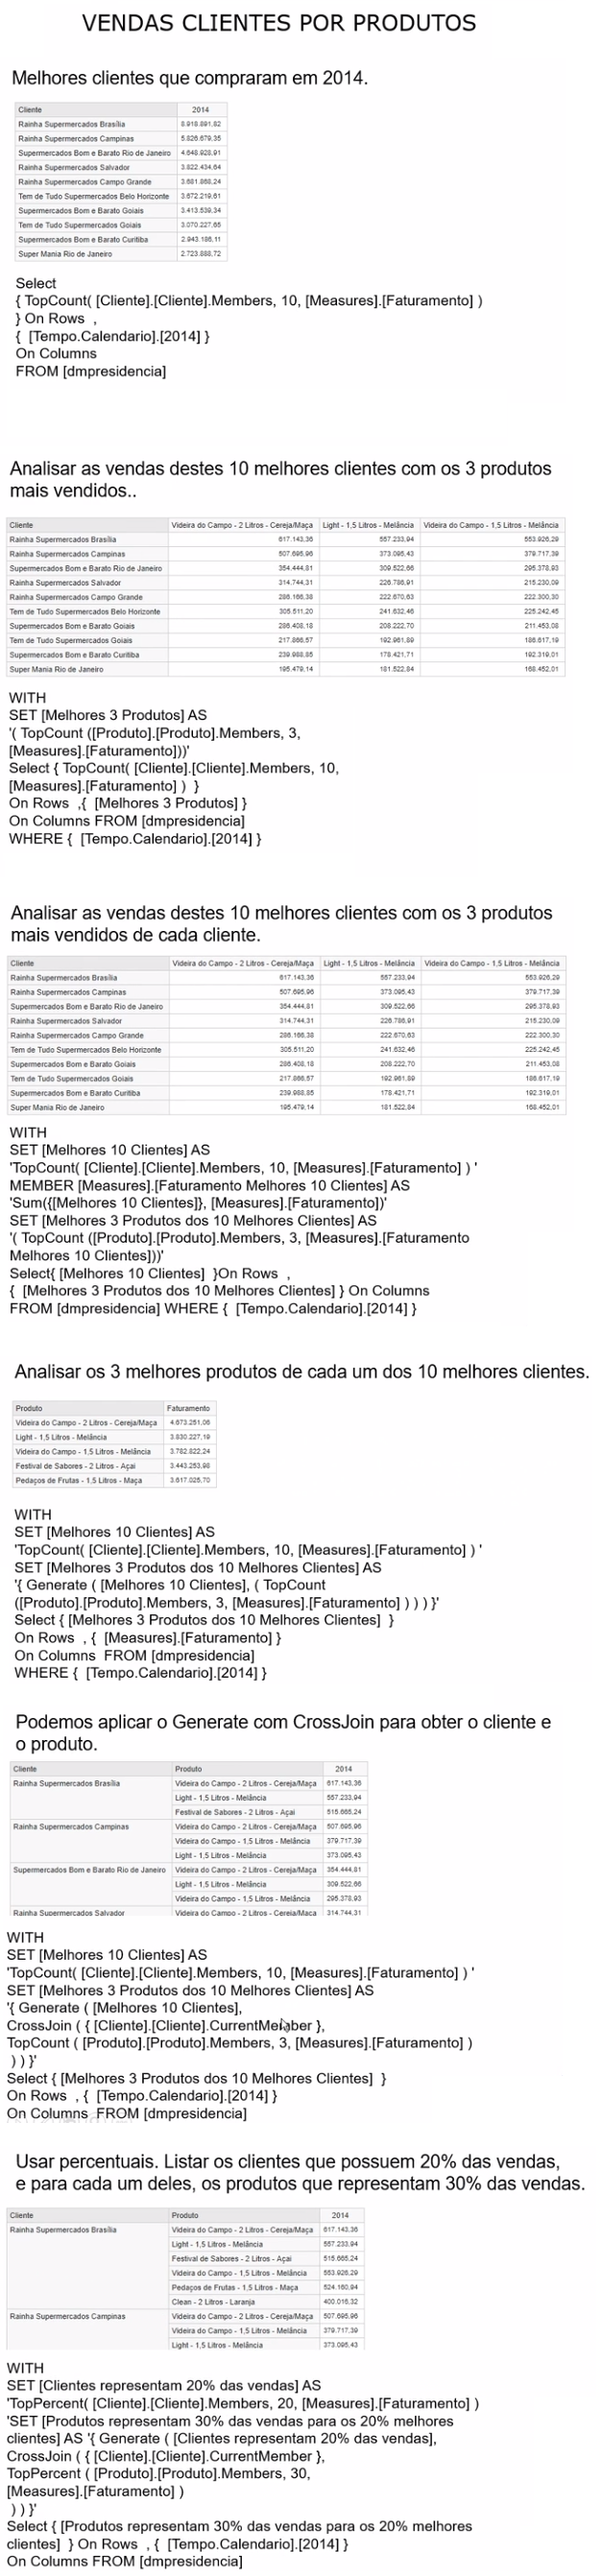 VENDAS CLIENTES POR PRODUTOS
Melhores clientes que compraram em 2014.
Cliente 2014
Rainha Supermercados Brasília 8.918.891,82
Rainha Supermercados Campinas 5.826.679,35
Supermercados Bom e Barato Rio de Janeiro 4.648.928,91
Rainha Supermercados Salvador 3.822.434,64
Rainha Supermercados Campo Grande 3.681.868,24
Tem de Tudo Supermercados Belo Horizonte 3.672.219,61
Supermercados Bom e Barato Goiais 3.413.539,34
Tem de Tudo Supermercados Goiais 3.070.227,65
Supermercados Bom e Barato Curitiba 2.943.186,11
Super Mania Rio de Janeiro 2.723.888,72
Select
{ TopCount( [Cliente].[Cliente].Members, 10, [Measures].[Faturamento] )
} On Rows ,
{ [Tempo.Calendario].[2014] }
On Columns
FROM [dmpresidencia]
Analisar as vendas destes 10 melhores clientes com os 3 produtos
mais vendidos..
Cliente Videira do Campo - 2 Litros - Cereja/Maça Light - 1,5 Litros - Melância Videira do Campo - 1,5 Litros - Melância
Rainha Supermercados Brasília 617.143,36 557.233,94 553.926,29
Rainha Supermercados Campinas 507.695,96 373.095,43 379.717,39
Supermercados Bom e Barato Rio de Janeiro 354.444,81 309.522,66 295.378,93
Rainha Supermercados Salvador 314.744,31 226.786,91 215.230,09
Rainha Supermercados Campo Grande 286.166,38 222.670,63 222.300,30
Tem de Tudo Supermercados Belo Horizonte 305.511,20 241.632,46 225.242,45
Supermercados Bom e Barato Goiais 286.408,18 208.222,70 211.453,08
Tem de Tudo Supermercados Goiais 217.866,57 192.961,89 186.617,19
Supermercados Bom e Barato Curitiba 239.988,85 178.421,71 192.319,01
Super Mania Rio de Janeiro 195.479,14 181.522,84 168.452,01
WITH
SET [Melhores 3 Produtos] AS
'( TopCount ([Produto].[Produto].Members, 3,
[Measures].[Faturamento]))'
Select { TopCount( [Cliente].[Cliente].Members, 10,
[Measures].[Faturamento] ) }
On Rows ,{ [Melhores 3 Produtos] }
On Columns FROM [dmpresidencia]
WHERE { [Tempo.Calendario].[2014] }
Analisar as vendas destes 10 melhores clientes com os 3 produtos
mais vendidos de cada cliente.
Cliente Videira do Campo - 2 Litros - Cereja/Maça Light - 1,5 Litros - Melância Videira do Campo - 1,5 Litros - Melância
Rainha Supermercados Brasília 617.143,36 557.233,94 553.926,29
Rainha Supermercados Campinas 507.695,96 373.095,43 379.717,39
Supermercados Bom e Barato Rio de Janeiro 354.444,81 309.522,66 295.378,93
Rainha Supermercados Salvador 314.744,31 226.786,91 215.230,09
Rainha Supermercados Campo Grande 286.166,38 222.670,63 222.300,30
Tem de Tudo Supermercados Belo Horizonte 305.511,20 241.632,46 225.242,45
Supermercados Bom e Barato Goiais 286.408,18 208.222,70 211.453,08
Tem de Tudo Supermercados Goiais 217.866,57 192.961,89 186.617,19
Supermercados Bom e Barato Curitiba 239.988,85 178.421,71 192.319,01
Super Mania Rio de Janeiro 195.479,14 181.522,84 168.452,01
WITH
SET [Melhores 10 Clientes] AS
'TopCount( [Cliente].[Cliente].Members, 10, [Measures].[Faturamento] ) '
MEMBER [Measures].[Faturamento Melhores 10 Clientes] AS
'Sum({[Melhores 10 Clientes]}, [Measures].[Faturamento])'
SET [Melhores 3 Produtos dos 10 Melhores Clientes] AS
'( TopCount ([Produto].[Produto].Members, 3, [Measures].[Faturamento
Melhores 10 Clientes]))'
Select{ [Melhores 10 Clientes] }On Rows ,
{ [Melhores 3 Produtos dos 10 Melhores Clientes] } On Columns
FROM [dmpresidencia] WHERE { [Tempo.Calendario].[2014] }
Analisar os 3 melhores produtos de cada um dos 10 melhores clientes.
Produto Faturamento
Videira do Campo - 2 Litros - Cereja/Maça 4.673.261,06
Light - 1,5 Litros - Melância 3.830.227,19
Videira do Campo - 1,5 Litros - Melância 3.782.822,24
Festival de Sabores - 2 Litros - Açai 3.443.253,98
Pedaços de Frutas - 1,5 Litros - Maça 3.617.025,70
WITH
SET [Melhores 10 Clientes] AS
'TopCount( [Cliente].[Cliente].Members, 10, [Measures].[Faturamento] ) '
SET [Melhores 3 Produtos dos 10 Melhores Clientes] AS
'{ Generate ( [Melhores 10 Clientes], ( TopCount
([Produto].[Produto].Members, 3, [Measures].[Faturamento] ) ) ) }'
Select { [Melhores 3 Produtos dos 10 Melhores Clientes] }
On Rows , { [Measures].[Faturamento] }
On Columns FROM [dmpresidencia]
WHERE { [Tempo.Calendario].[2014] }
Podemos aplicar o Generate com CrossJoin para obter o cliente e
o produto.
Cliente Produto 2014
Rainha Supermercados Brasília Videira do Campo - 2 Litros - Cereja/Maça 617.143,36
Light - 1,5 Litros - Melância 557.233,94
Festival de Sabores - 2 Litros - Açai 515.665,24
Rainha Supermercados Campinas Videira do Campo - 2 Litros - Cereja/Maça 507.695,96
Videira do Campo - 1,5 Litros - Melância 379.717,39
Light - 1,5 Litros - Melância 373.095,43
Supermercados Bom e Barato Rio de Janeiro Videira do Campo - 2 Litros - Cereja/Maça 354.444,81
Light - 1,5 Litros - Melância 309.522,66
Videira do Campo - 1,5 Litros - Melância 295.378,93
Rainha Supermercados Salvador Videira do Campo - 2 Litros - Cereja/Maça 314.744,31
WITH
SET [Melhores 10 Clientes] AS
'TopCount( [Cliente].[Cliente].Members, 10, [Measures].[Faturamento] ) '
SET [Melhores 3 Produtos dos 10 Melhores Clientes] AS
'{ Generate ( [Melhores 10 Clientes],
CrossJoin ( { [Cliente].[Cliente].CurrentMember },
TopCount ( [Produto].[Produto].Members, 3, [Measures].[Faturamento] )
) ) }'
Select { [Melhores 3 Produtos dos 10 Melhores Clientes] }
On Rows , { [Tempo.Calendario].[2014] }
On Columns FROM [dmpresidencia]
Usar percentuais. Listar os clientes que possuem 20% das vendas,
e para cada um deles, os produtos que representam 30% das vendas.
Cliente Produto 2014
Rainha Supermercados Brasília Videira do Campo - 2 Litros - Cereja/Maça 617.143,36
Light - 1,5 Litros - Melância 557.233,94
Festival de Sabores - 2 Litros - Açai 515.665,24
Videira do Campo - 1,5 Litros - Melância 553.926,29
Pedaços de Frutas - 1,5 Litros - Maça 524.160,94
Clean - 2 Litros - Laranja 400.016,32
Rainha Supermercados Campinas Videira do Campo - 2 Litros - Cereja/Maça 507.695,96
Videira do Campo - 1,5 Litros - Melância 379.717,39
Light - 1,5 Litros - Melância 373.095,43
WITH
SET [Clientes representam 20% das vendas] AS
'TopPercent( [Cliente].[Cliente].Members, 20, [Measures].[Faturamento] )
'SET [Produtos representam 30% das vendas para os 20% melhores
clientes] AS '{ Generate ( [Clientes representam 20% das vendas],
CrossJoin ( { [Cliente].[Cliente].CurrentMember },
TopPercent ( [Produto].[Produto].Members, 30,
[Measures].[Faturamento] )
) ) }'
Select { [Produtos representam 30% das vendas para os 20% melhores
clientes] } On Rows , { [Tempo.Calendario].[2014] }
On Columns FROM [dmpresidencia]